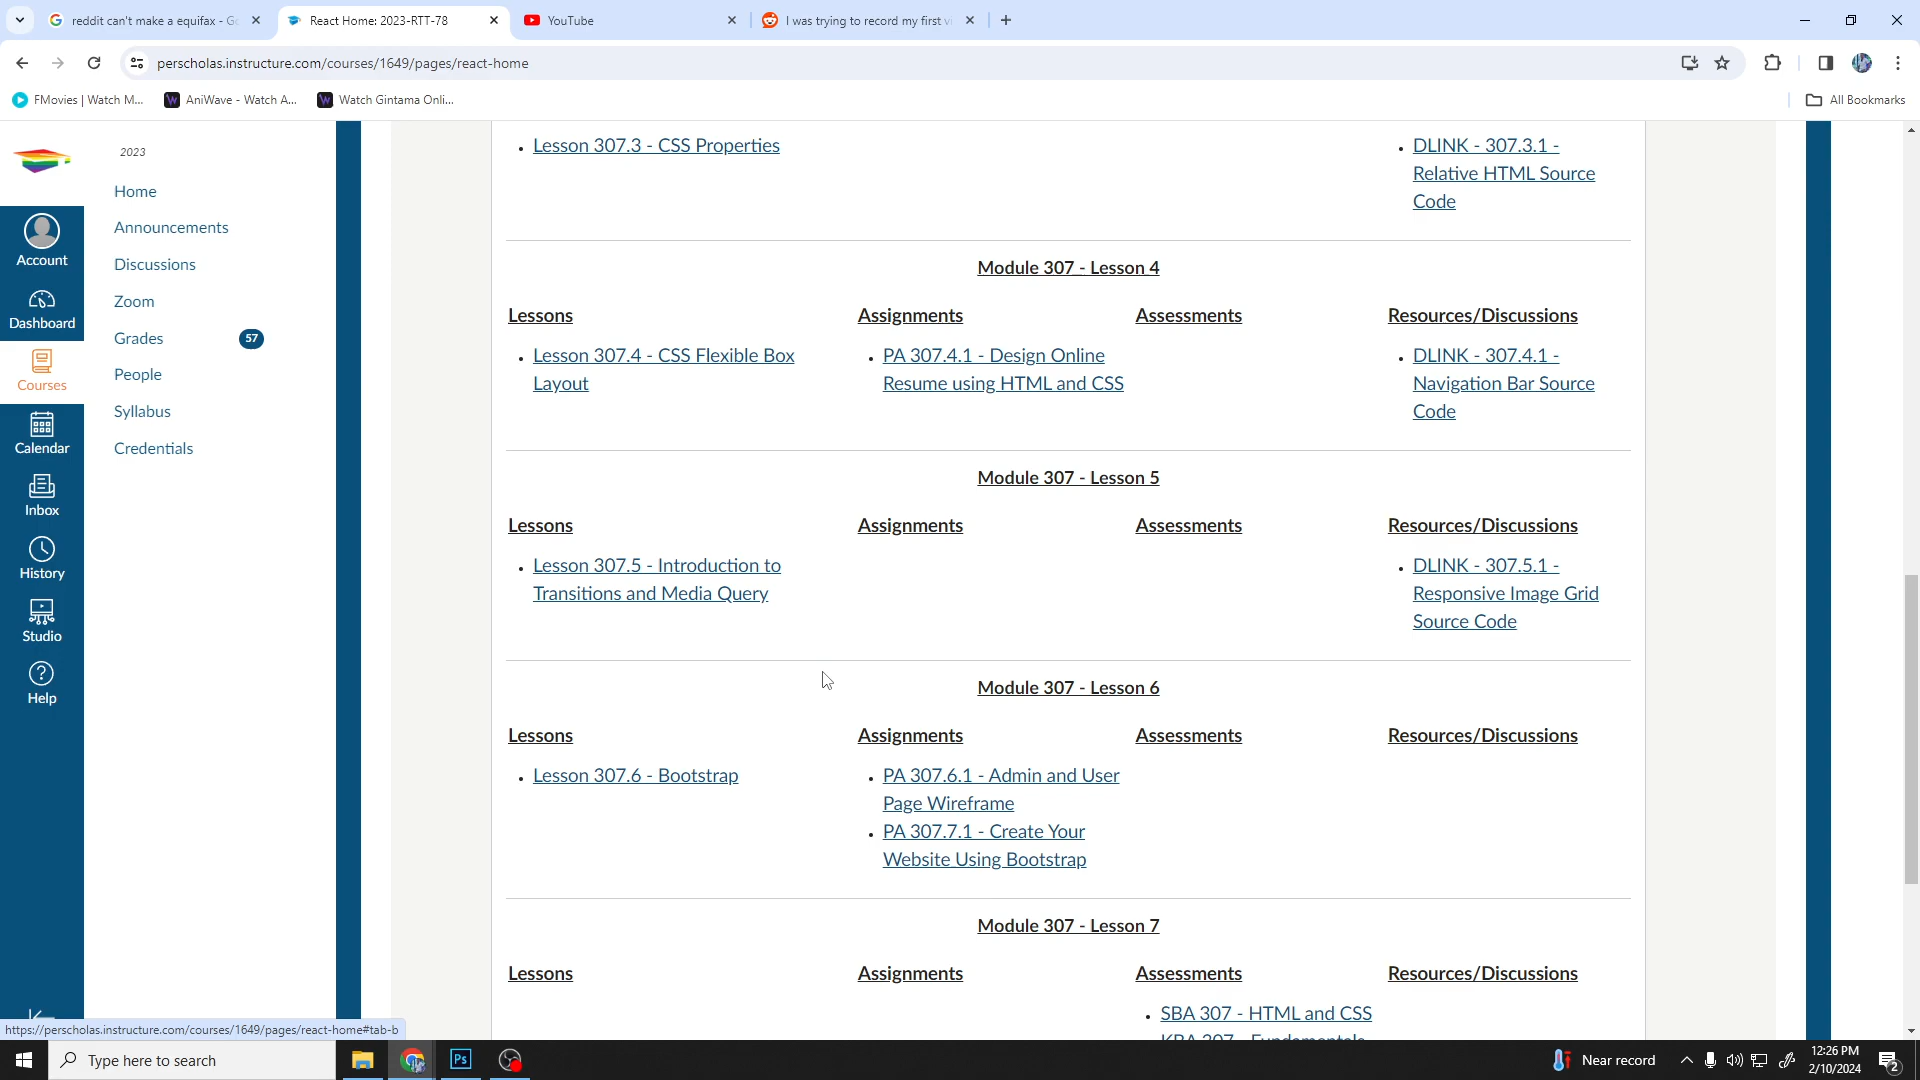 reddit can't make a equifax - Go
React Home: 2023-RTT-78
YouTube
I was trying to record my first v
perscholas.instructure.com/courses/1649/pages/react-home
FMovies | Watch M...
AniWave - Watch A...
Watch Gintama Onli...
All Bookmarks
2023
Home
Announcements
Discussions
Zoom
Grades 57
People
Syllabus
Credentials
Account
Dashboard
Courses
Calendar
Inbox
History
Studio
Help
Lesson 307.3 - CSS Properties
DLINK - 307.3.1 -
Relative HTML Source
Code
Module 307 - Lesson 4
Lessons Assignments Assessments Resources/Discussions
Lesson 307.4 - CSS Flexible Box
Layout
PA 307.4.1 - Design Online
Resume using HTML and CSS
DLINK - 307.4.1 -
Navigation Bar Source
Code
Module 307 - Lesson 5
Lessons Assignments Assessments Resources/Discussions
Lesson 307.5 - Introduction to
Transitions and Media Query
DLINK - 307.5.1 -
Responsive Image Grid
Source Code
Module 307 - Lesson 6
Lessons Assignments Assessments Resources/Discussions
Lesson 307.6 - Bootstrap
PA 307.6.1 - Admin and User
Page Wireframe
PA 307.7.1 - Create Your
Website Using Bootstrap
Module 307 - Lesson 7
Lessons Assignments Assessments Resources/Discussions
SBA 307 - HTML and CSS
KBA 307 - Fundamentals
https://perscholas.instructure.com/courses/1649/pages/react-home#tab-b
Type here to search
Ps
Near record
12:26 PM
2/10/2024
2